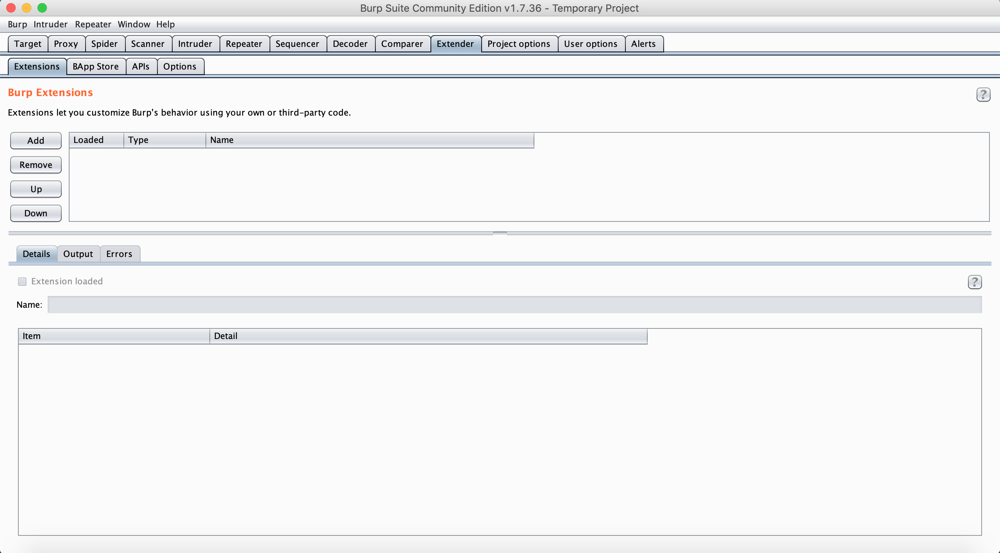 Burp Suite Community Edition v1.7.36 - Temporary Project
Burp Intruder Repeater Window Help
Target Proxy Spider Scanner Intruder Repeater Sequencer Decoder Comparer Extender Project options User options Alerts
Extensions BApp Store APIs Options
Burp Extensions
?
Extensions let you customize Burp's behavior using your own or third-party code.
Add
Loaded Type Name
Remove
Up
Down
Details Output Errors
Extension loaded
?
Name:
Item Detail